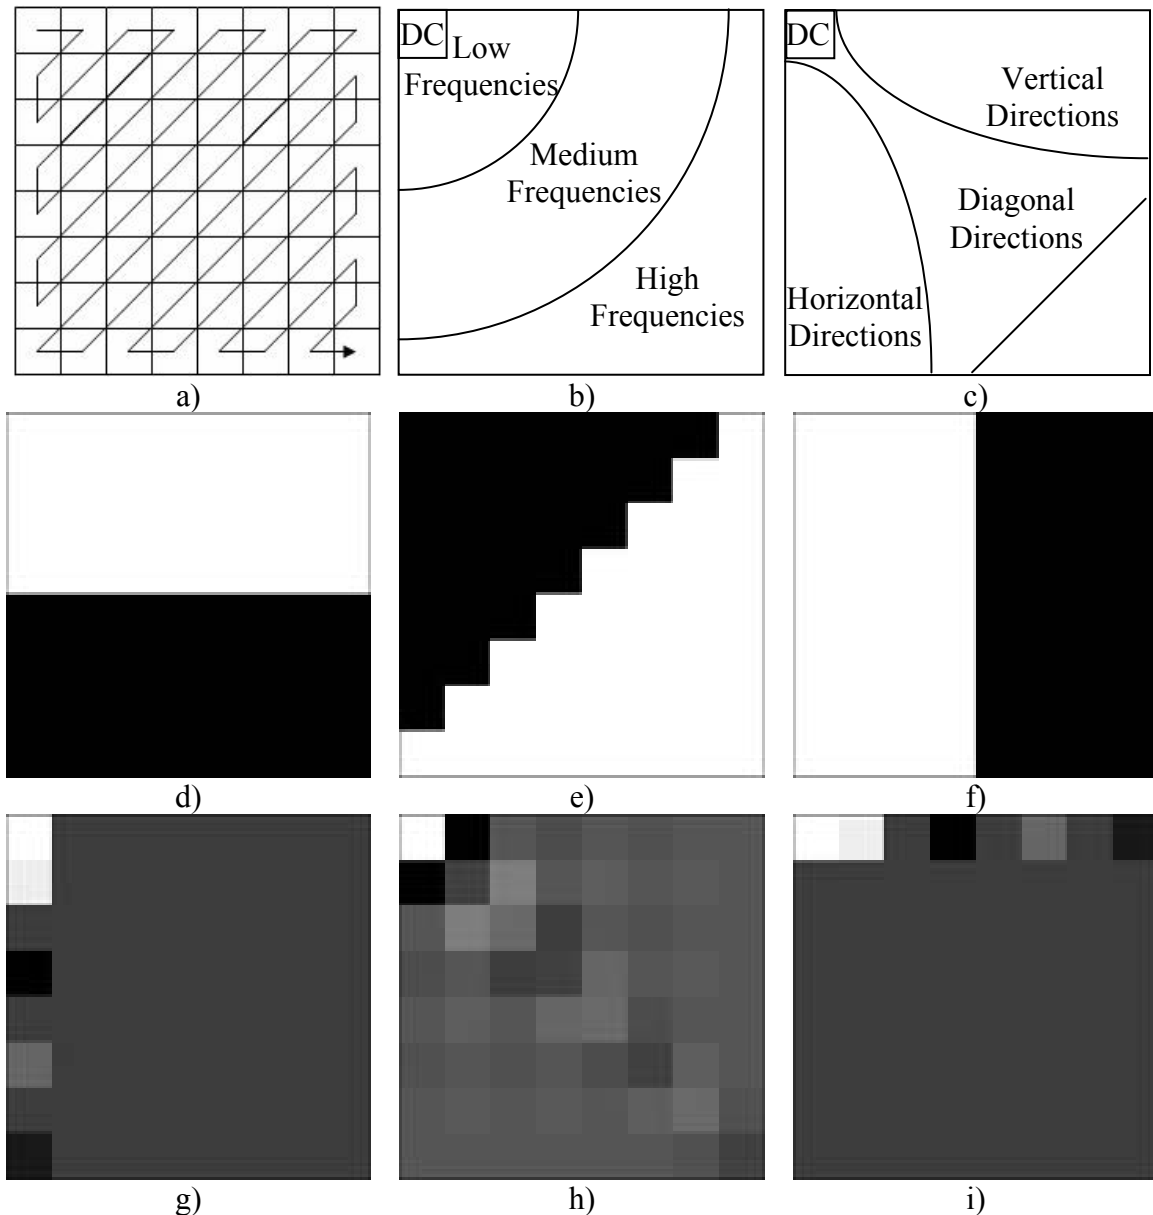 DC
Low
Frequencies
Medium
Frequencies
High
Frequencies
DC
Vertical
Directions
Diagonal
Directions
Horizontal
Directions
a)
b)
c)
d)
e)
f)
g)
h)
i)